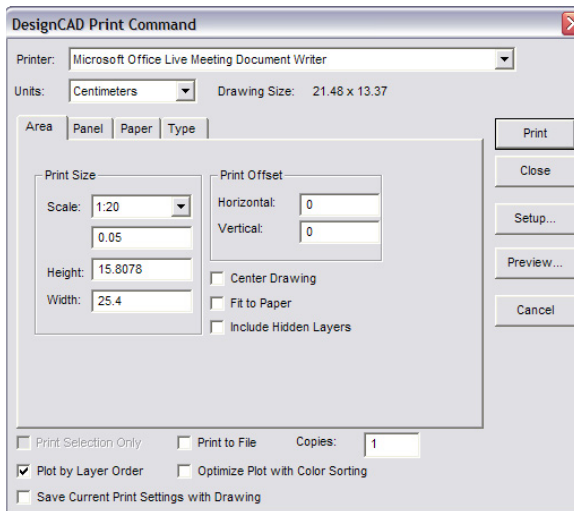 DesignCAD Print Command
Printer: Microsoft Office Live Meeting Document Writer
Units: Centimeters Drawing Size: 21.48 x 13.37
Area Panel Paper Type
Print
Close
Setup...
Preview...
Cancel
Print Size
Scale: 1:20
0.05
Height: 15.8078
Width: 25.4
Print Offset
Horizontal: 0
Vertical: 0
Center Drawing
Fit to Paper
Include Hidden Layers
Print Selection Only Print to File Copies: 1
Plot by Layer Order Optimize Plot with Color Sorting
Save Current Print Settings with Drawing